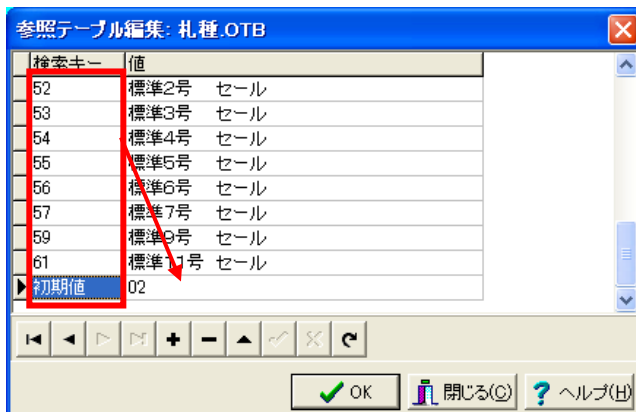 参照テーブル編集: 札種.OTB
検索キー 値
52 標準2号 セール
53 標準3号 セール
54 標準4号 セール
55 標準5号 セール
56 標準6号 セール
57 標準7号 セール
59 標準9号 セール
61 標準11号 セール
初期値 02
OK 閉じる(C) ヘルプ(H)